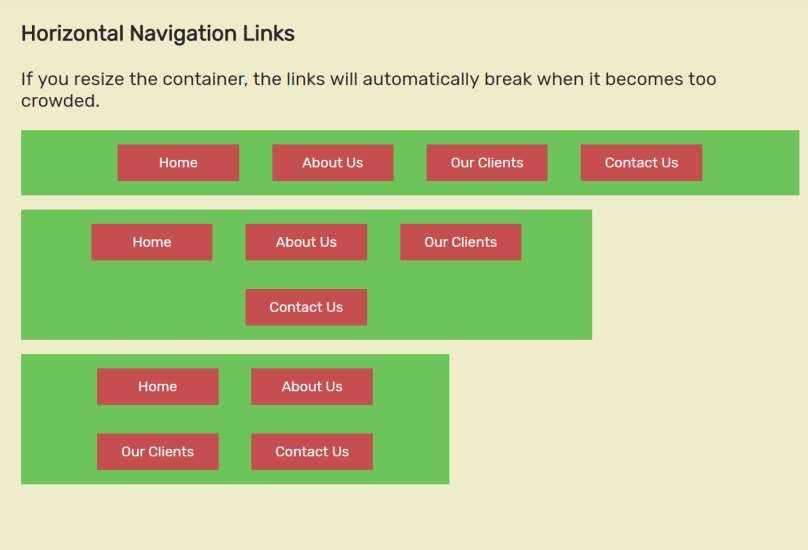 Horizontal Navigation Links
If you resize the container, the links will automatically break when it becomes too
crowded.
Home About Us Our Clients Contact Us
Home About Us Our Clients
Contact Us
Home About Us
Our Clients Contact Us